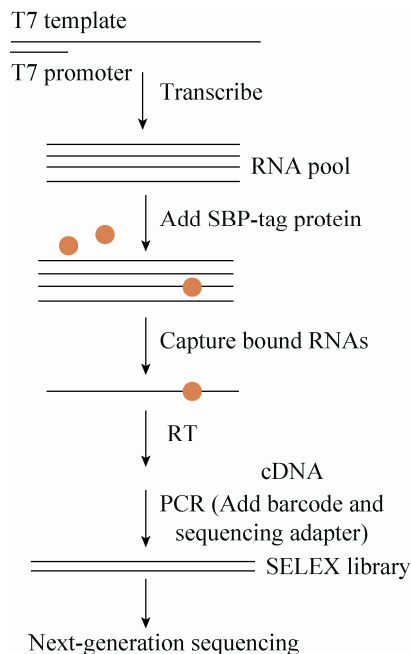 T7 template
T7 promoter
Transcribe
RNA pool
Add SBP-tag protein
Capture bound RNAs
RT
cDNA
PCR (Add barcode and
sequencing adapter)
SELEX library
Next-generation sequencing